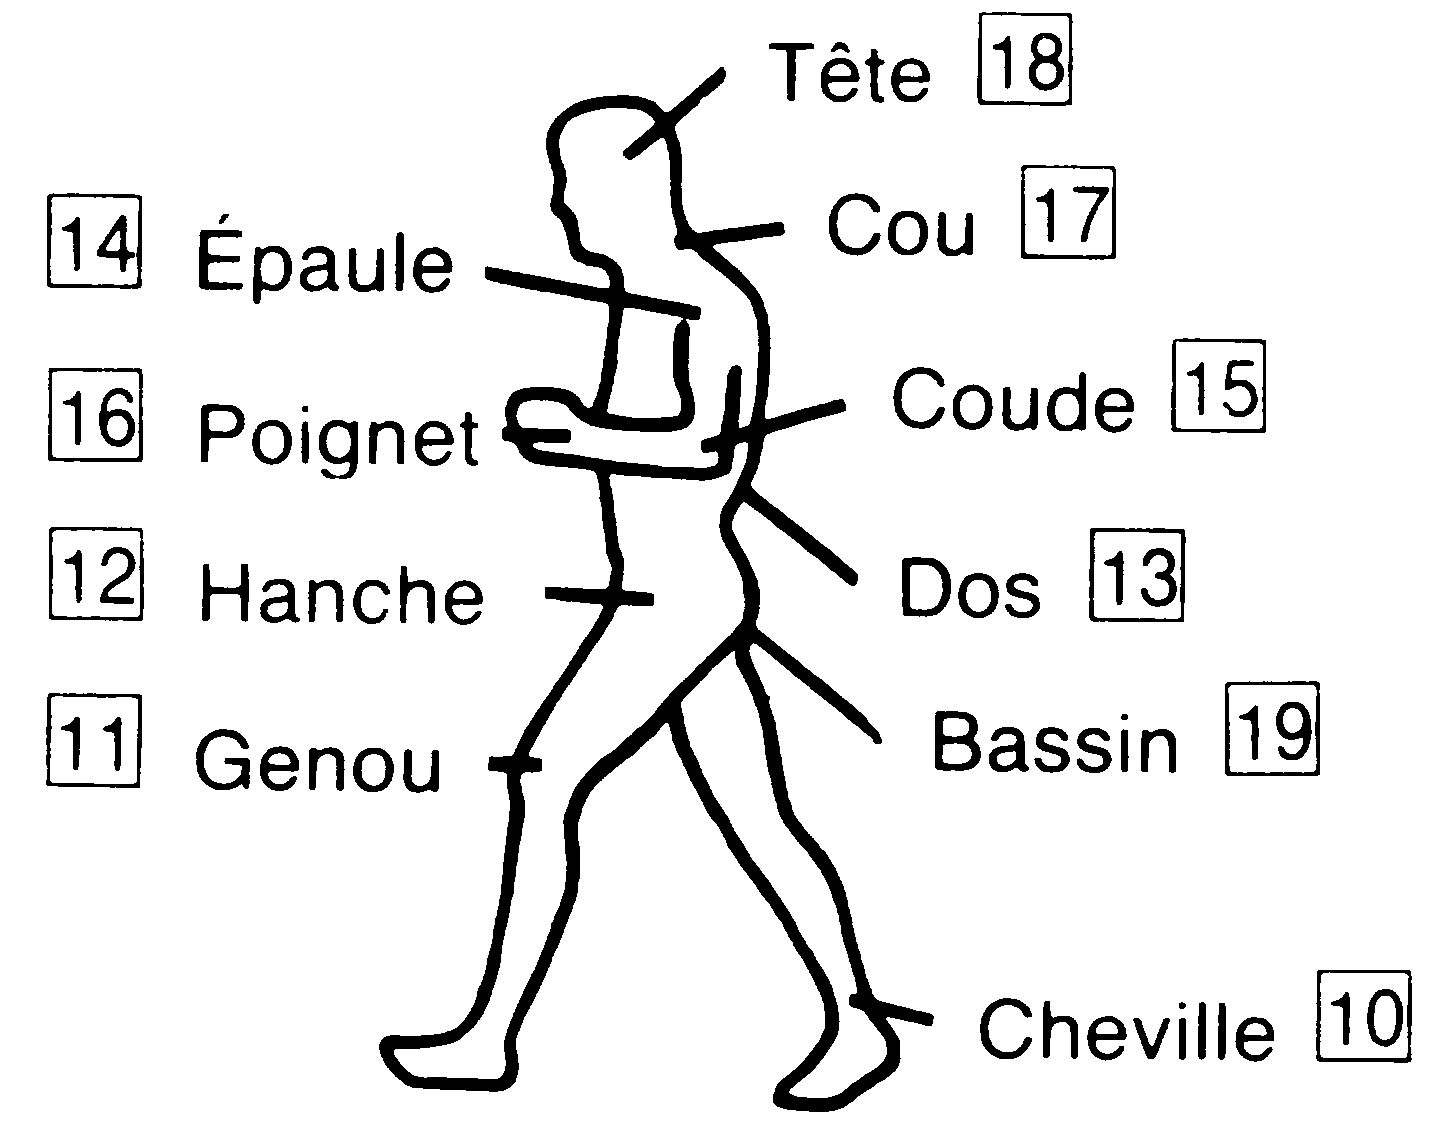 Tête 18
Cou 17
14 Épaule
Coude 15
16 Poignet
12 Hanche
Dos 13
Bassin 19
11 Genou
Cheville 10